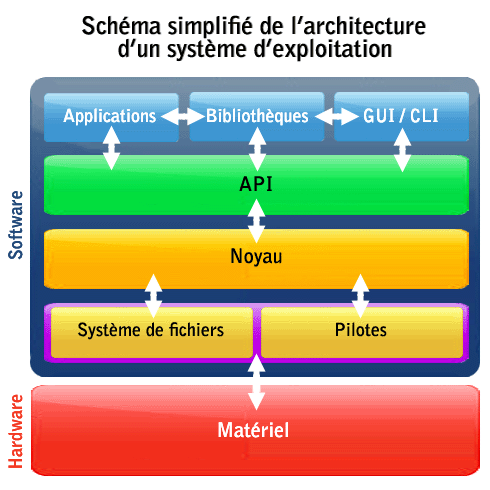 Schéma simplifié de l'architecture
d'un système d'exploitation
Applications
Bibliothèques
GUI / CLI
API
Noyau
Système de fichiers
Pilotes
Software
Matériel
Hardware